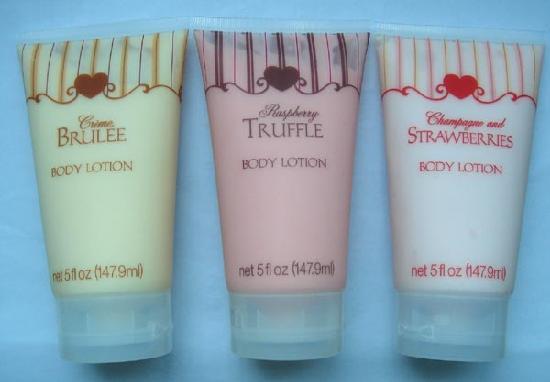 Crème
BRULÉE
BODY LOTION
net 5 fl oz (147.9ml)
Raspberry
TRUFFLE
BODY LOTION
net 5 fl oz (147.9ml)
Champagne and
STRAWBERRIES
BODY LOTION
net 5 fl oz (147.9ml)